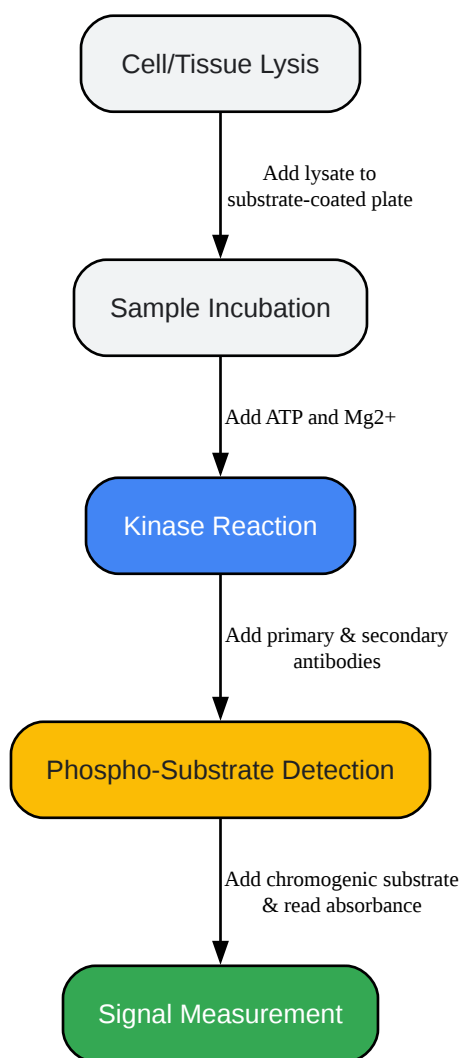 Cell/Tissue Lysis
Add lysate to
substrate-coated plate
Sample Incubation
Add ATP and Mg2+
Kinase Reaction
Add primary & secondary
antibodies
Phospho-Substrate Detection
Add chromogenic substrate
& read absorbance
Signal Measurement